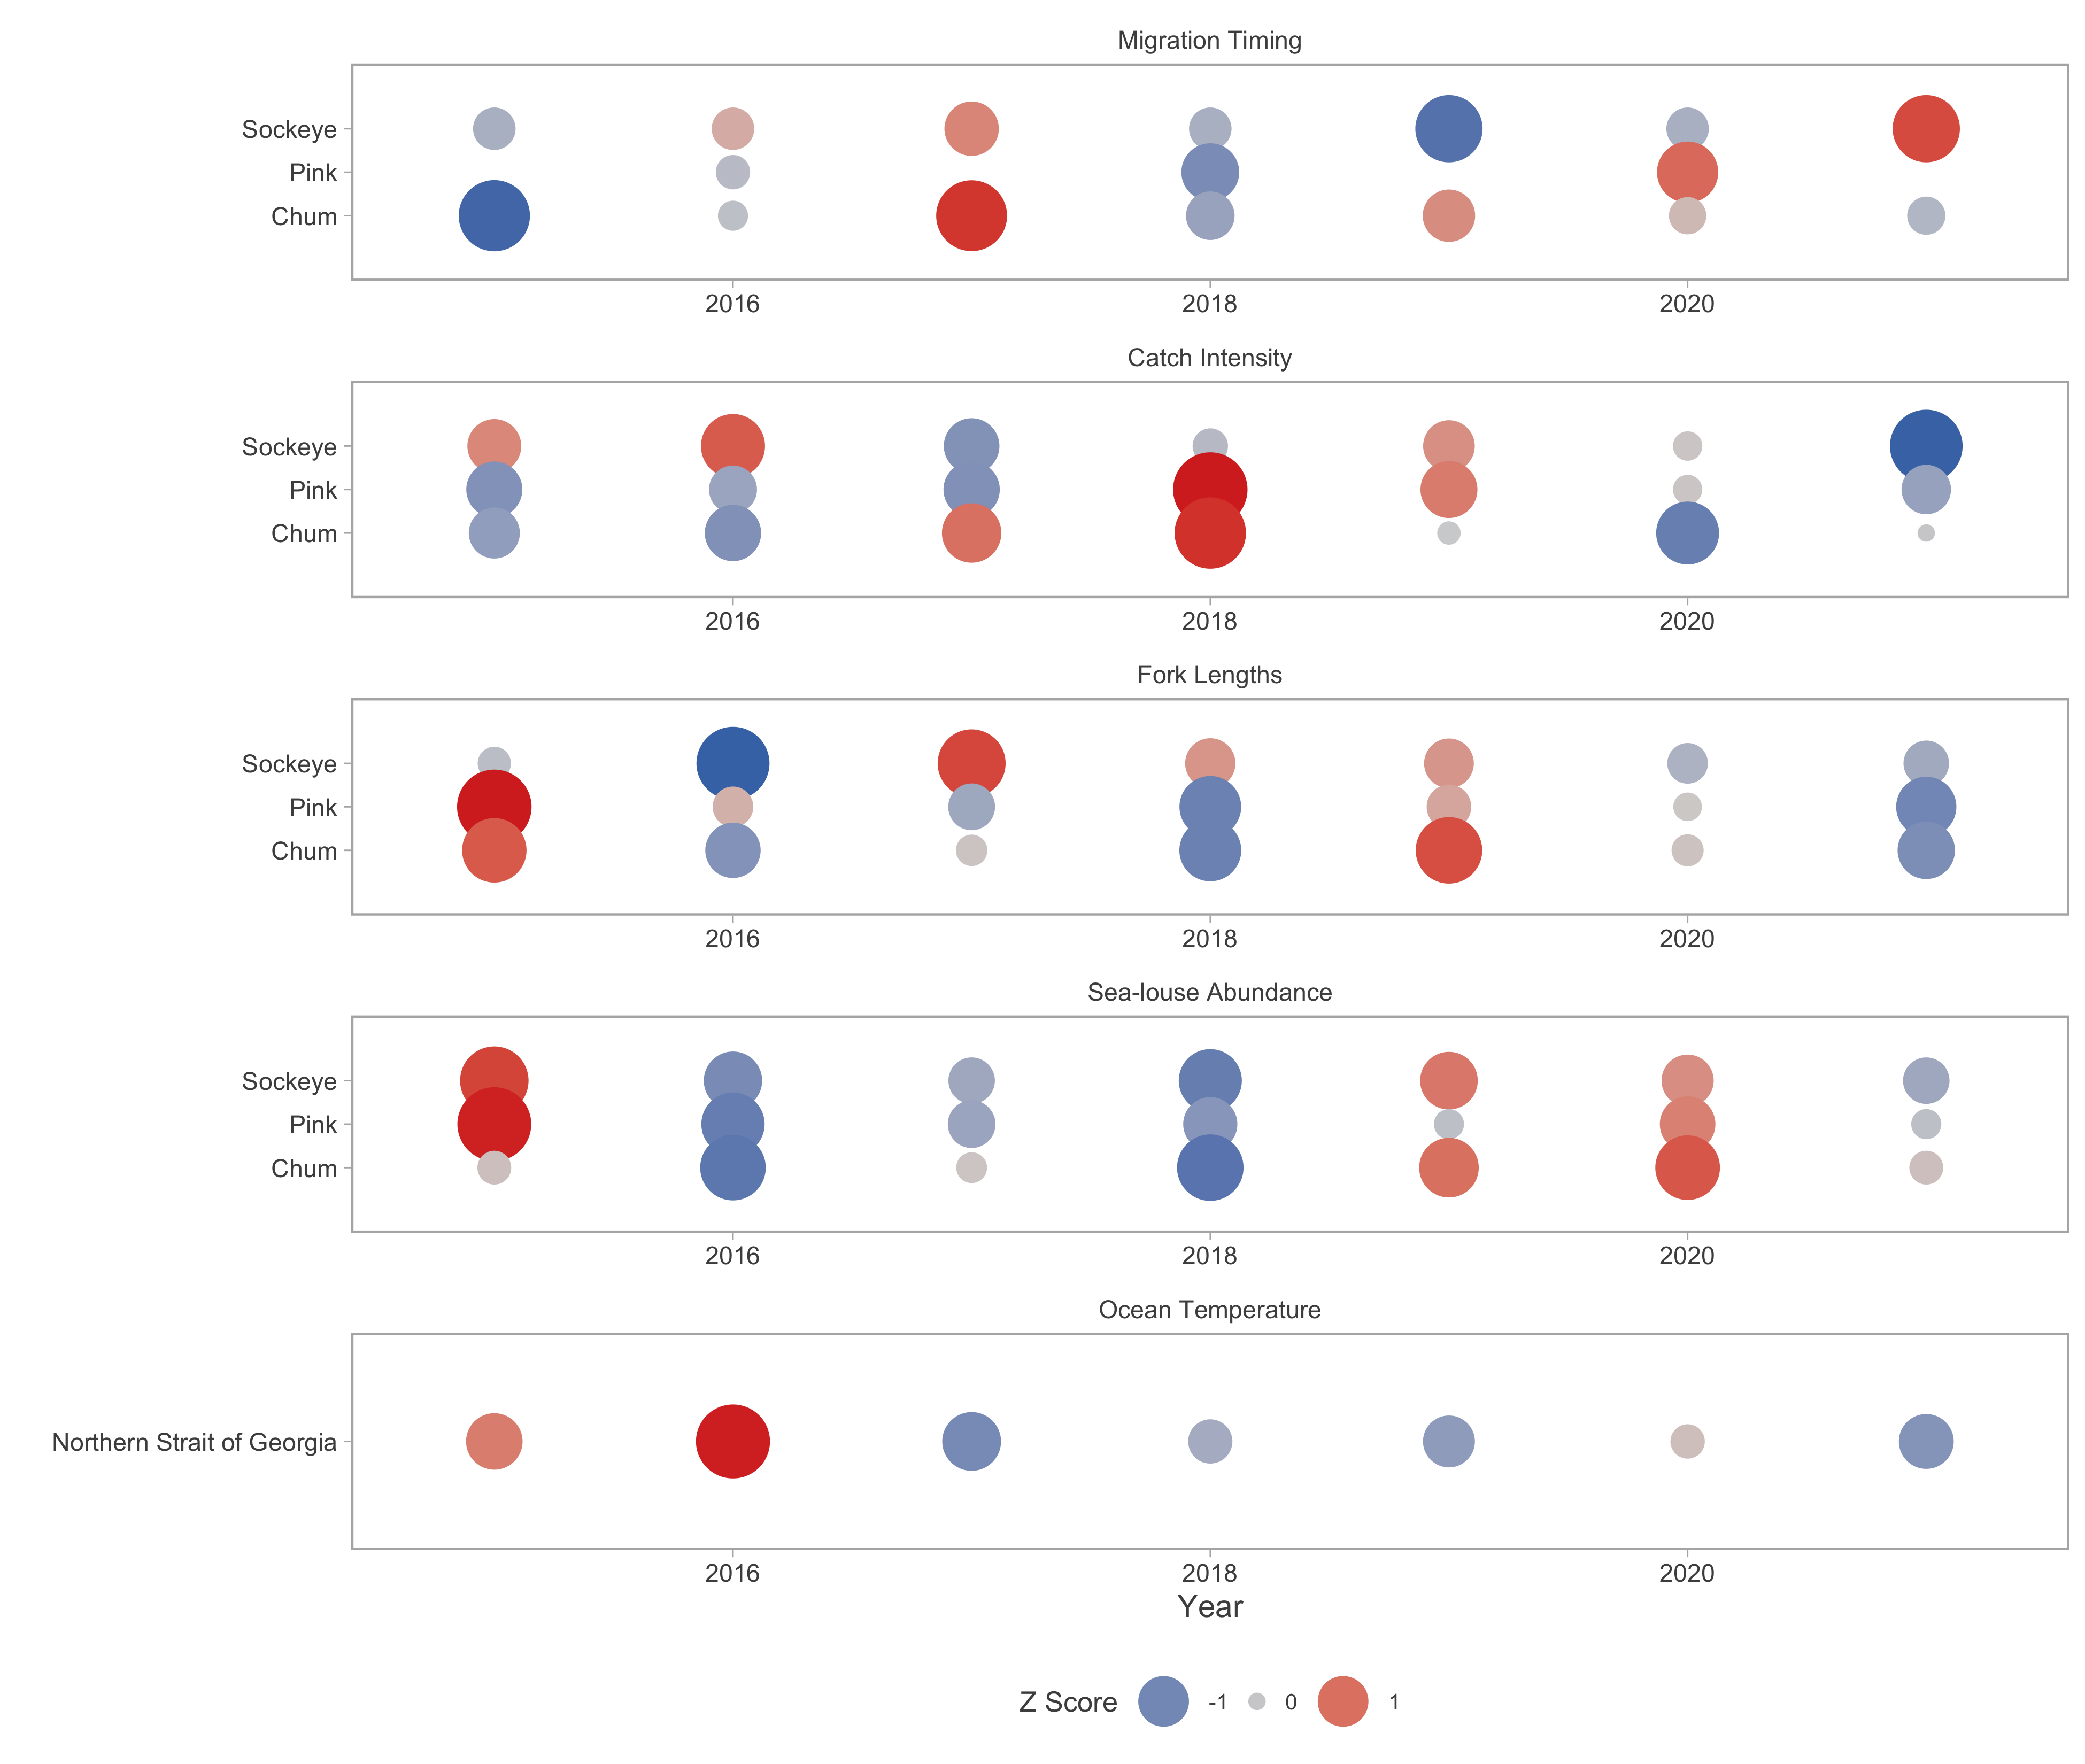 Migration Timing
Sockeye
Pink
Chum
2016 2018 2020
Catch Intensity
Sockeye
Pink
Chum
2016 2018 2020
Fork Lengths
Sockeye
Pink
Chum
2016 2018 2020
Sea-louse Abundance
Sockeye
Pink
Chum
2016 2018 2020
Ocean Temperature
Northern Strait of Georgia
2016 2018 2020
Year
Z Score -1 0 1